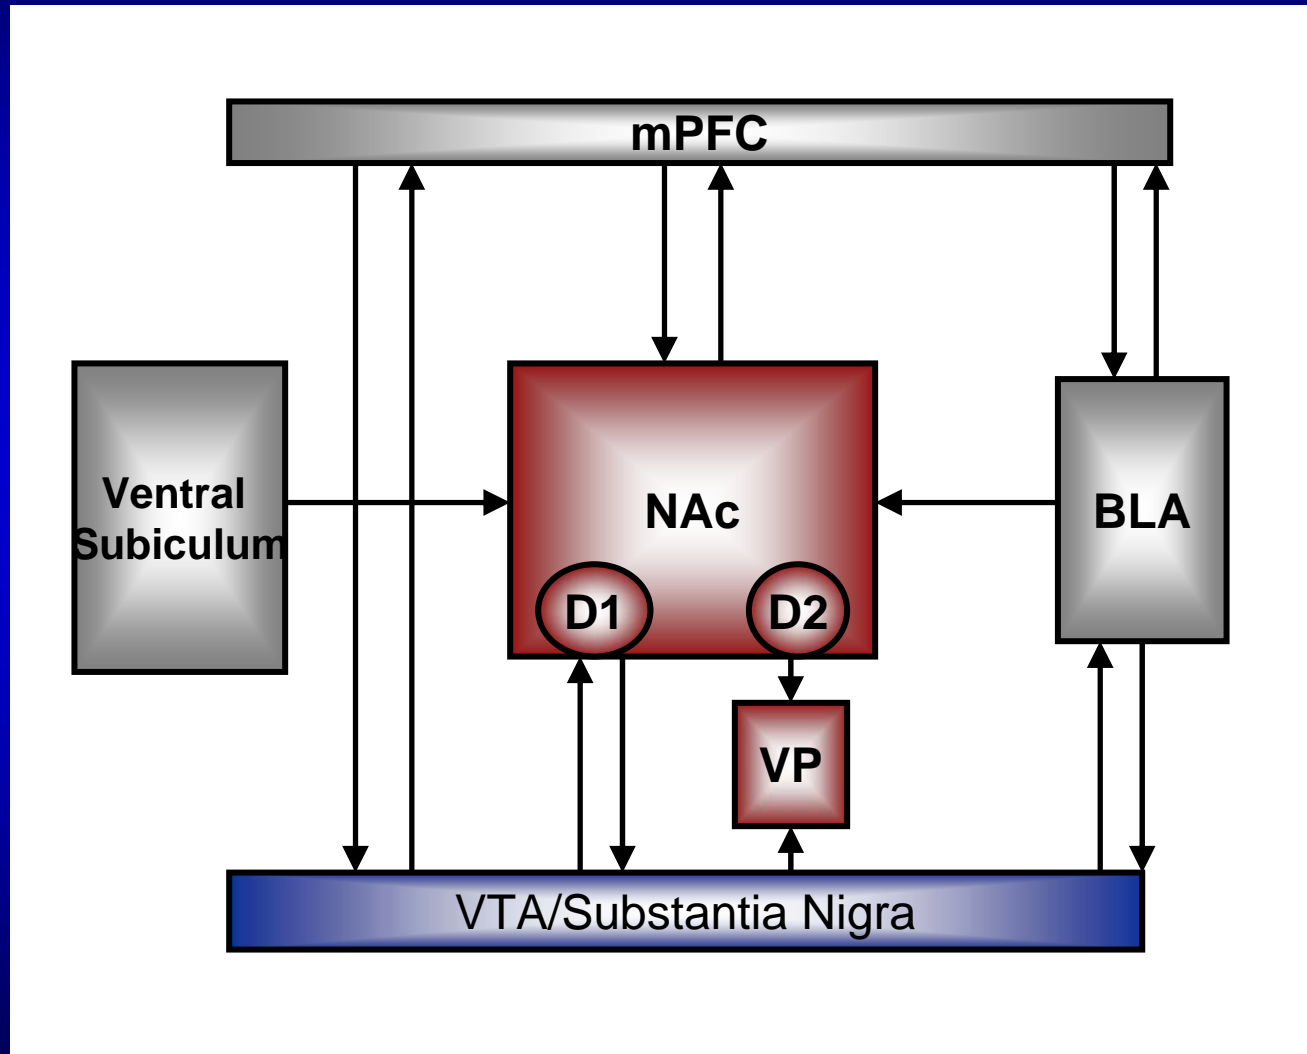 mPFC
Ventral
Subiculum
NAc
BLA
D1
D2
VP
VTA/Substantia Nigra